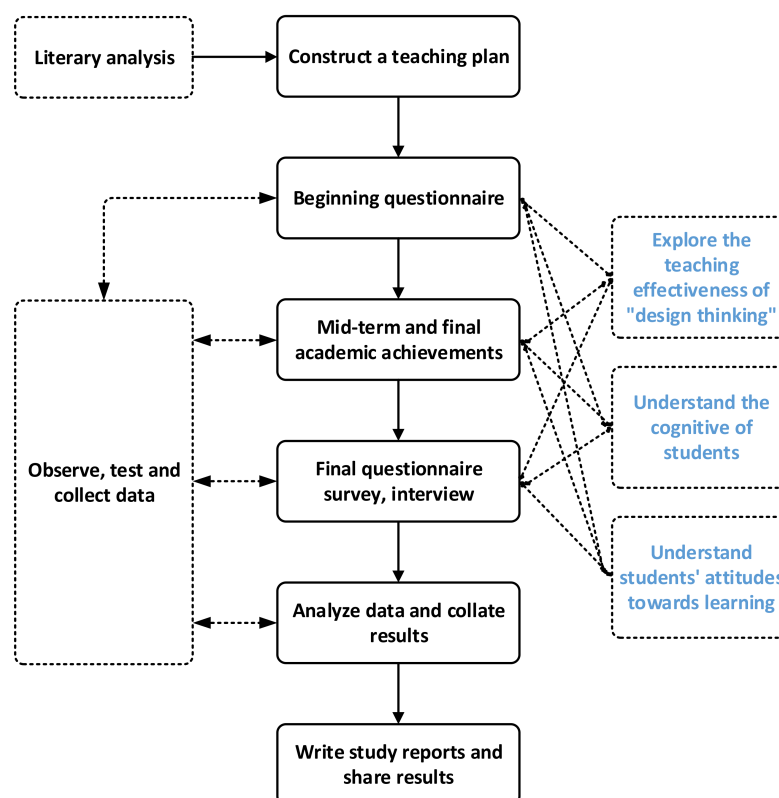 Literary analysis
Construct a teaching plan
Beginning questionnaire
Explore the
teaching
effectiveness of
"design thinking"
Mid-term and final
academic achievements
Understand the
cognitive of
students
Observe, test and
collect data
Final questionnaire
survey, interview
Understand
students' attitudes
towards learning
Analyze data and collate
results
Write study reports and
share results